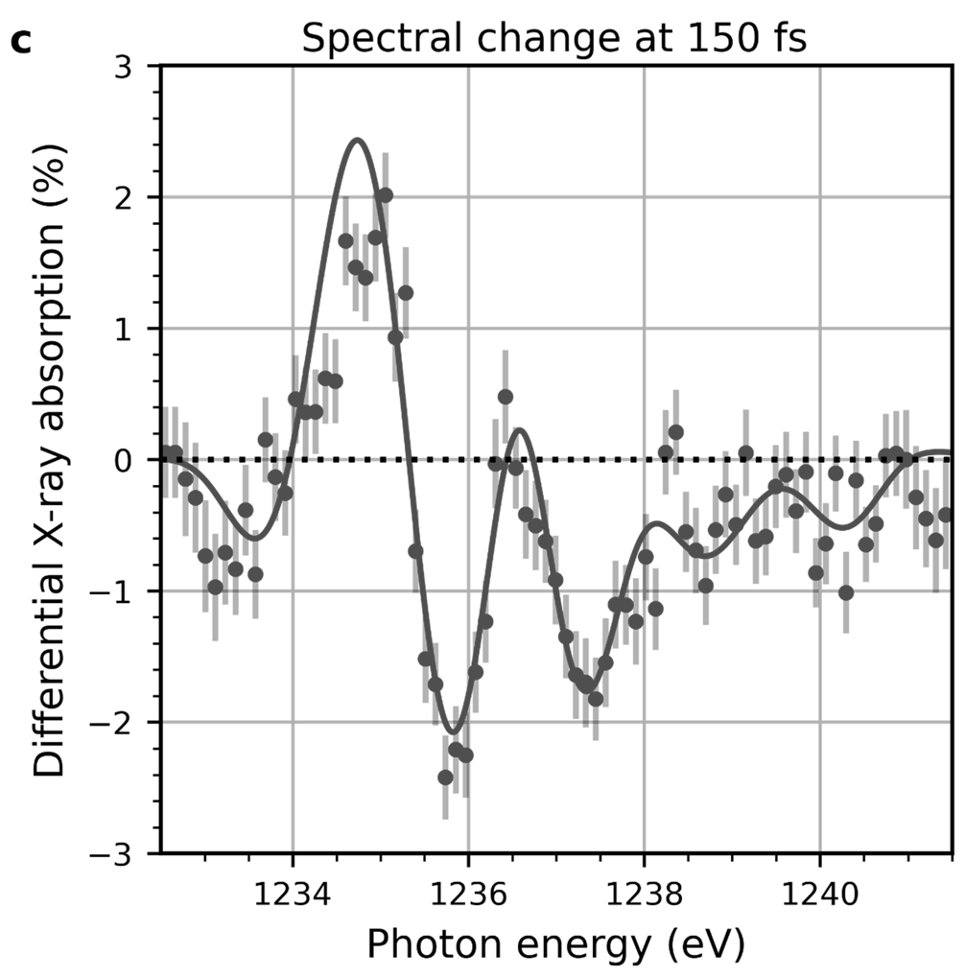 c
Spectral change at 150 fs
Differential X-ray absorption (%)
3
2
1
0
−1
−2
−3
1234 1236 1238 1240
Photon energy (eV)